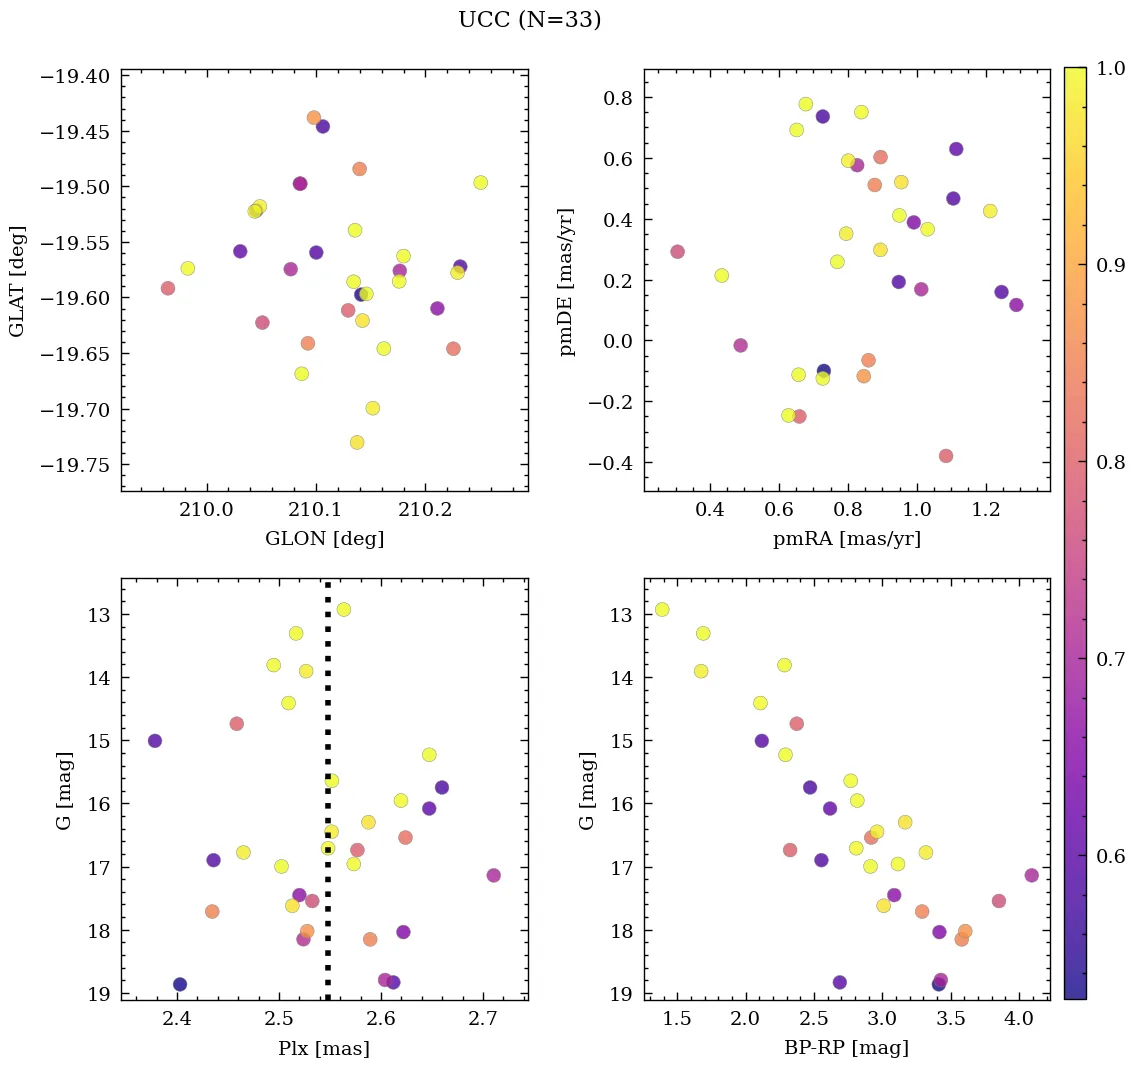 UCC (N=33)
−19.40
−19.45
−19.50
−19.55
−19.60
−19.65
−19.70
−19.75
GLAT [deg]
210.0 210.1 210.2
GLON [deg]
0.8
0.6
0.4
0.2
0.0
−0.2
−0.4
pmDE [mas/yr]
0.4 0.6 0.8 1.0 1.2
pmRA [mas/yr]
13
14
15
16
17
18
19
G [mag]
2.4 2.5 2.6 2.7
Plx [mas]
13
14
15
16
17
18
19
G [mag]
1.5 2.0 2.5 3.0 3.5 4.0
BP-RP [mag]
1.0
0.9
0.8
0.7
0.6